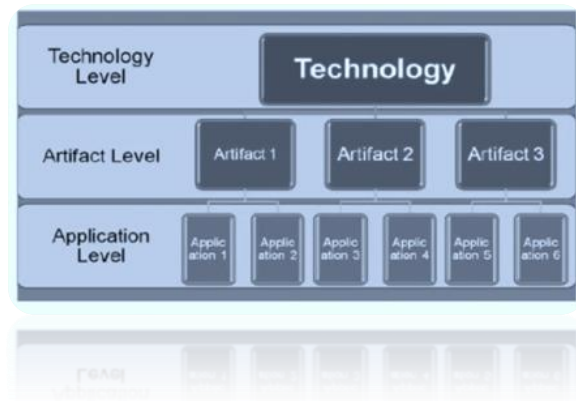 Technology
Level
Technology
Artifact Level
Artifact 1
Artifact 2
Artifact 3
Application
Level
Applic
ation 1
Applic
ation 2
Applic
ation 3
Applic
ation 4
Applic
ation 5
Applic
ation 6